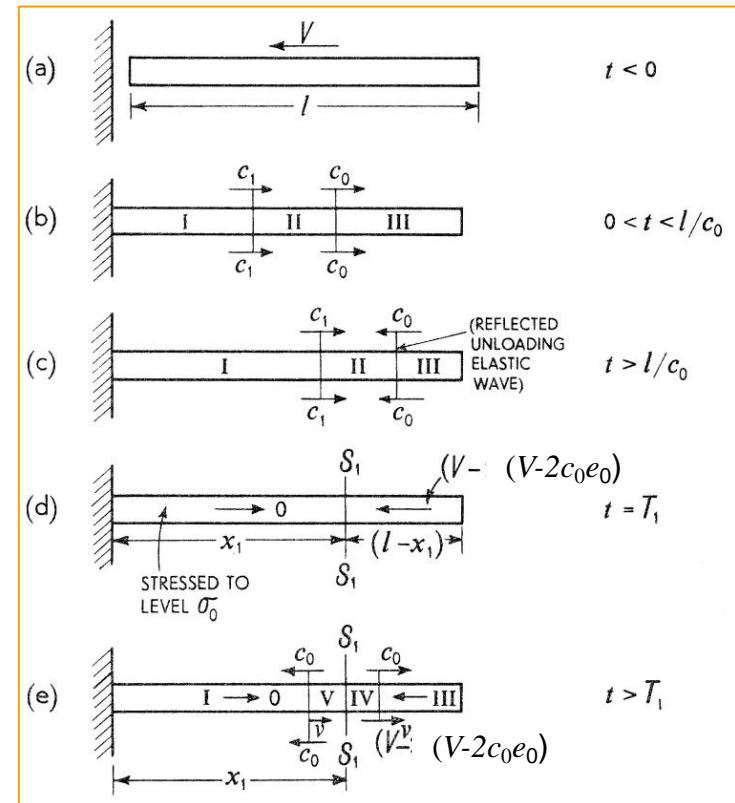 (a)
V
l
t < 0
(b)
c₁ c₀
I II III
c₁ c₀
0 < t < l/c₀
(c)
c₁ c₀
(REFLECTED
UNLOADING
ELASTIC
WAVE)
I II III
c₁ c₀
t > l/c₀
(d)
S₁ (V- (V-2c₀e₀)
0
t = T₁
x₁ (l-x₁)
S₁
STRESSED TO
LEVEL σ₀
(e)
S₁
c₀ c₀
I 0 V IV III
t > T₁
v
c₀ S₁ (V-v (V-2c₀e₀)
x₁